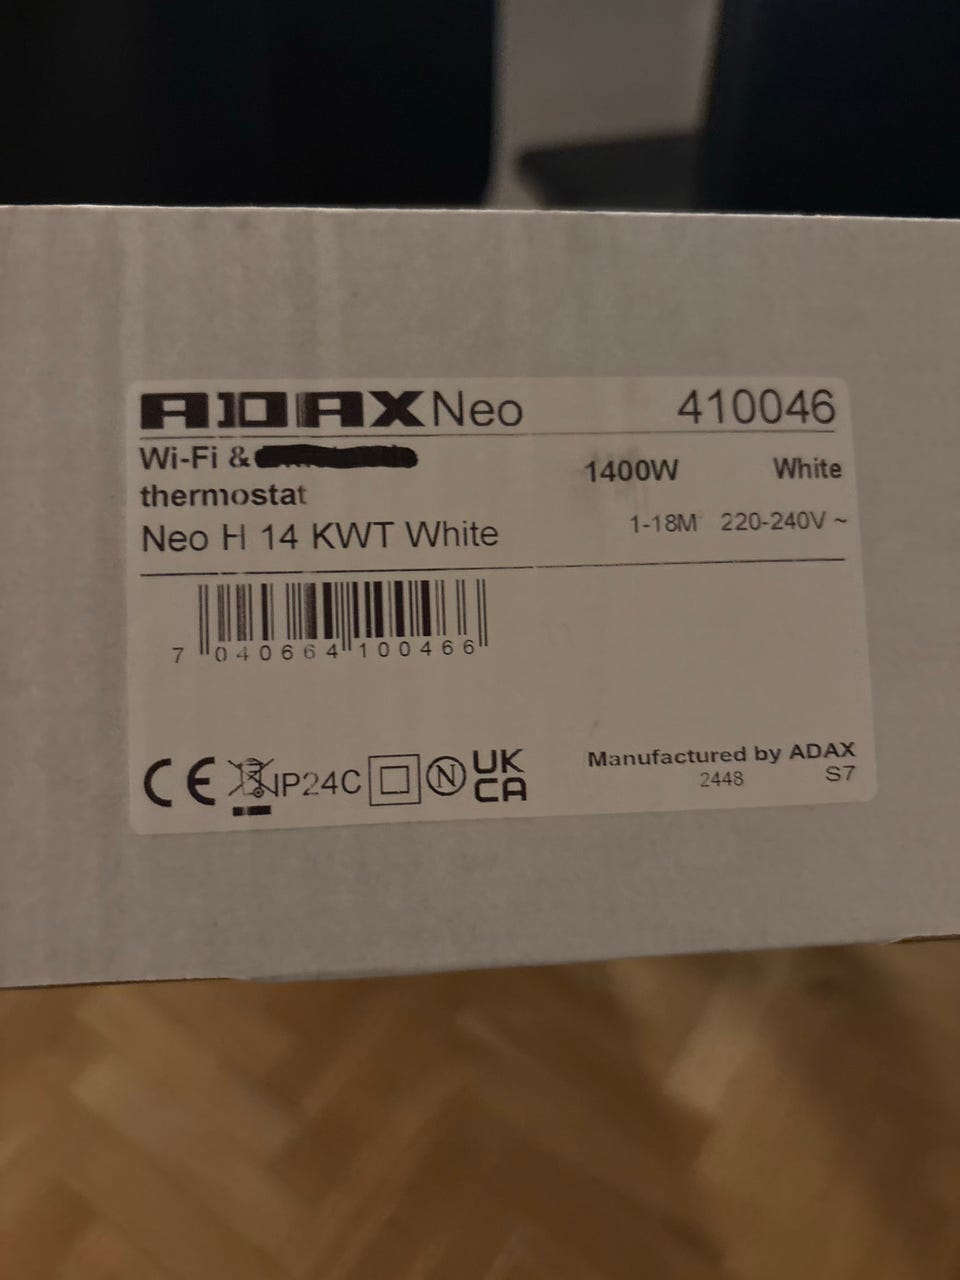 ADAX Neo 410046
Wi-Fi &
thermostat
1400W White
Neo H 14 KWT White
1-18M 220-240V ~
7 040664 100466
CE IP24C N UK
CA
Manufactured by ADAX
2448 S7